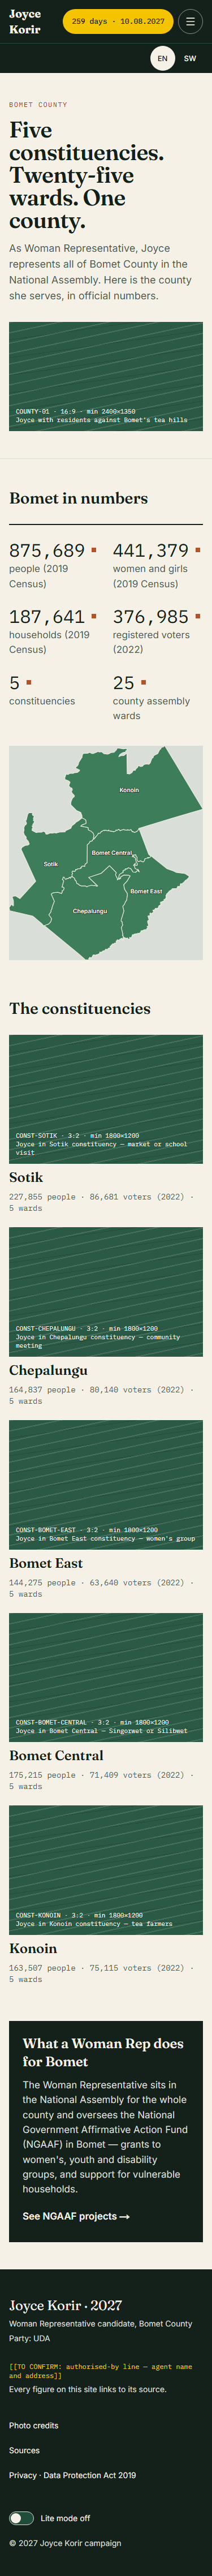 Joyce
Korir
259 days · 10.08.2027
EN
SW
BOMET COUNTY
Five
constituencies.
Twenty-five
wards. One
county.
As Woman Representative, Joyce
represents all of Bomet County in the
National Assembly. Here is the county
she serves, in official numbers.
COUNTY-01 · 16:9 · min 2400×1350
Joyce with residents against Bomet's tea hills
Bomet in numbers
875,689
people (2019
Census)
441,379
women and girls
(2019 Census)
187,641
households (2019
Census)
376,985
registered voters
(2022)
5
constituencies
25
county assembly
wards
Konoin
Bomet Central
Sotik
Bomet East
Chepalungu
The constituencies
CONST-SOTIK · 3:2 · min 1800×1200
Joyce in Sotik constituency — market or school
visit
Sotik
227,855 people · 86,681 voters (2022) ·
5 wards
CONST-CHEPALUNGU · 3:2 · min 1800×1200
Joyce in Chepalungu constituency — community
meeting
Chepalungu
164,837 people · 80,140 voters (2022) ·
5 wards
CONST-BOMET-EAST · 3:2 · min 1800×1200
Joyce in Bomet East constituency — women's group
Bomet East
144,275 people · 63,640 voters (2022) ·
5 wards
CONST-BOMET-CENTRAL · 3:2 · min 1800×1200
Joyce in Bomet Central — Singorwet or Silibwet
Bomet Central
175,215 people · 71,409 voters (2022) ·
5 wards
CONST-KONOIN · 3:2 · min 1800×1200
Joyce in Konoin constituency — tea farmers
Konoin
163,507 people · 75,115 voters (2022) ·
5 wards
What a Woman Rep does
for Bomet
The Woman Representative sits in
the National Assembly for the whole
county and oversees the National
Government Affirmative Action Fund
(NGAAF) in Bomet — grants to
women's, youth and disability
groups, and support for vulnerable
households.
See NGAAF projects →
Joyce Korir · 2027
Woman Representative candidate, Bomet County
Party: UDA
[[TO CONFIRM: authorised-by line — agent name
and address]]
Every figure on this site links to its source.
Photo credits
Sources
Privacy · Data Protection Act 2019
Lite mode off
© 2027 Joyce Korir campaign